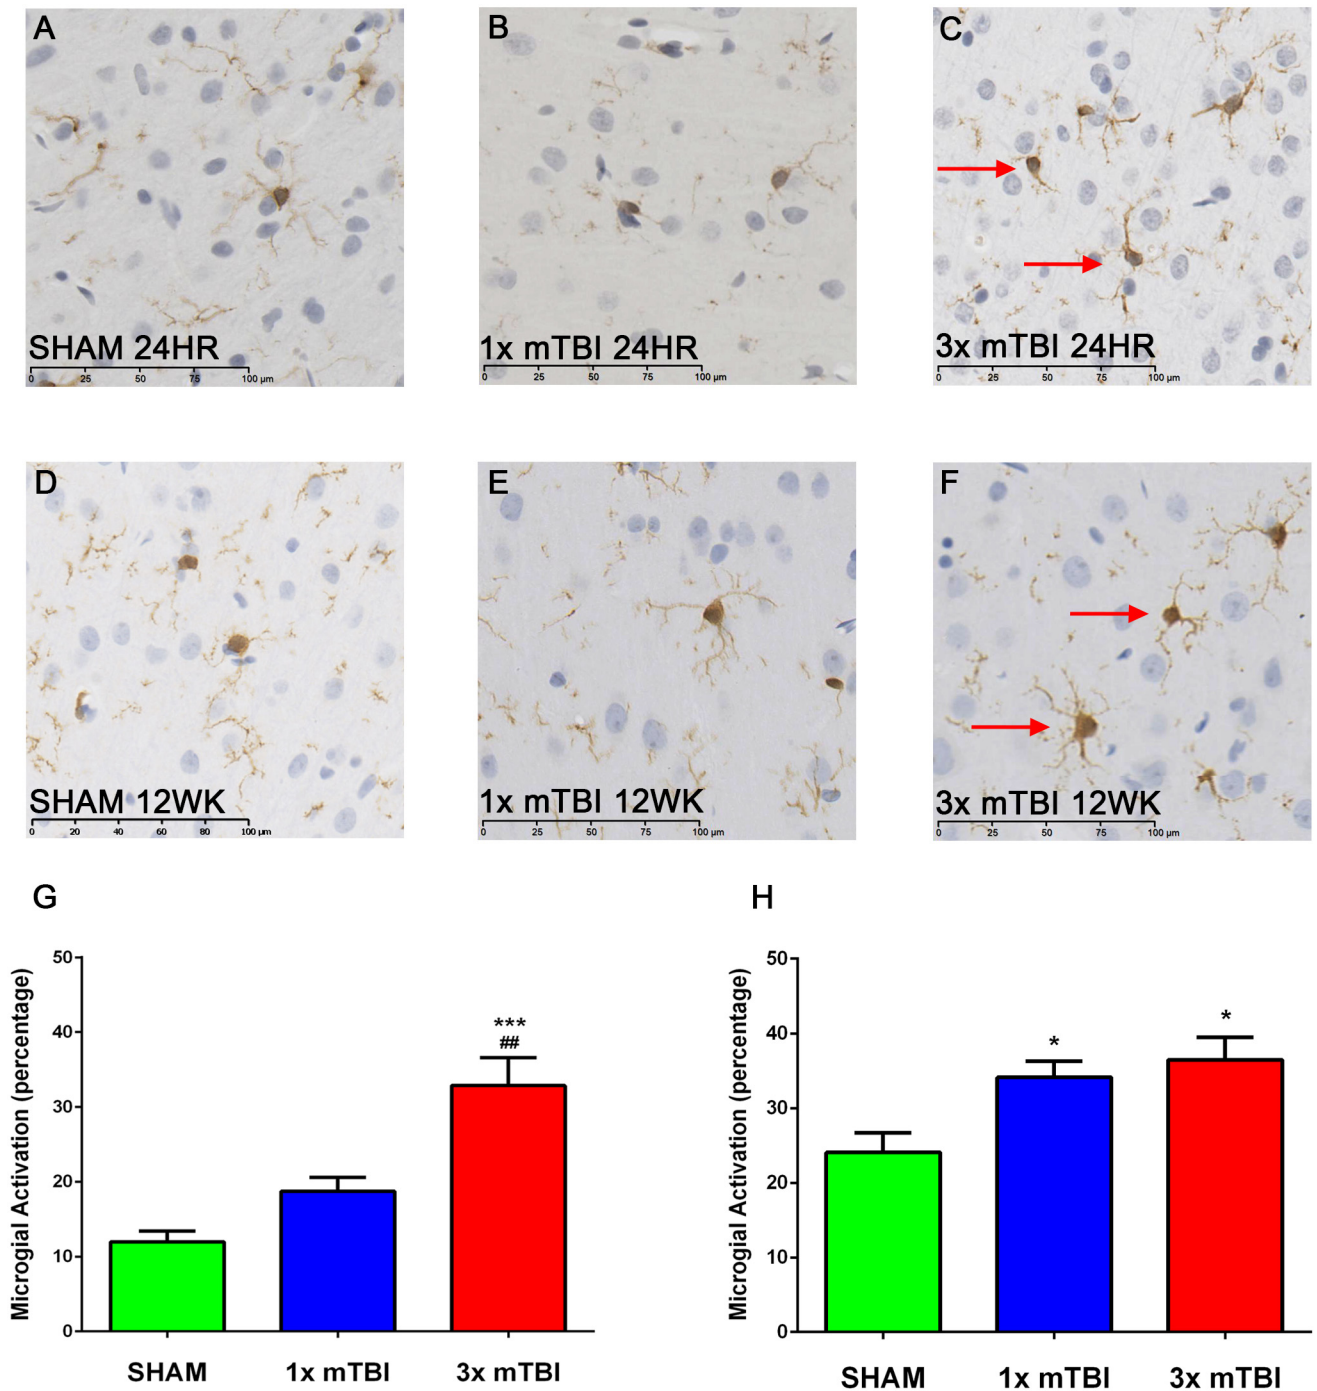 A
B
C
SHAM 24HR
0 25 50 75 100 µm
1x mTBI 24HR
0 25 50 75 100 µm
3x mTBI 24HR
0 25 50 75 100 µm
D
E
F
SHAM 12WK
0 20 40 60 80 100 µm
1x mTBI 12WK
0 25 50 75 100 µm
3x mTBI 12WK
0 25 50 75 100 µm
G
Microgial Activation (percentage)
50
40
30
20
10
0
***
##
SHAM 1x mTBI 3x mTBI
H
Microgial Activation (percentage)
50
40
30
20
10
0
*
*
SHAM 1x mTBI 3x mTBI